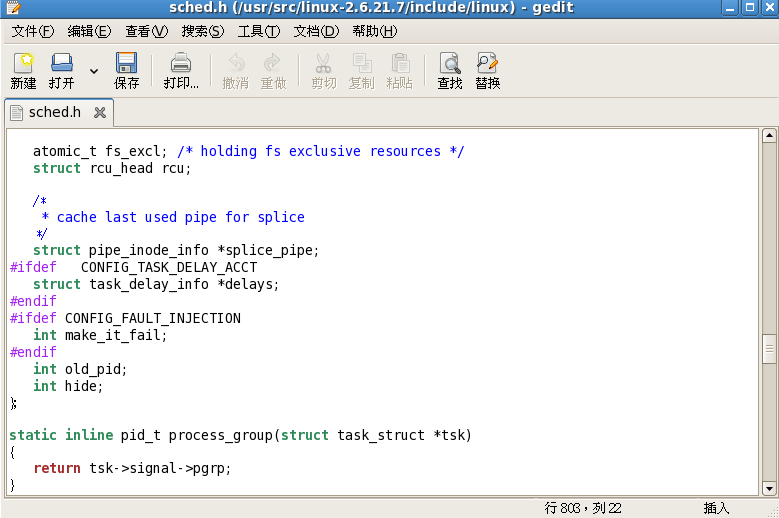 sched.h (/usr/src/linux-2.6.21.7/include/linux) - gedit
文件(F) 编辑(E) 查看(V) 搜索(S) 工具(T) 文档(D) 帮助(H)
新建 打开 保存 打印... 撤消 重做 剪切 复制 粘贴 查找 替换
sched.h
atomic_t fs_excl; /* holding fs exclusive resources */
struct rcu_head rcu;
/*
* cache last used pipe for splice
*/
struct pipe_inode_info *splice_pipe;
#ifdef   CONFIG_TASK_DELAY_ACCT
struct task_delay_info *delays;
#endif
#ifdef CONFIG_FAULT_INJECTION
int make_it_fail;
#endif
int old_pid;
int hide;
};
static inline pid_t process_group(struct task_struct *tsk)
{
return tsk->signal->pgrp;
}
行 803，列 22 插入